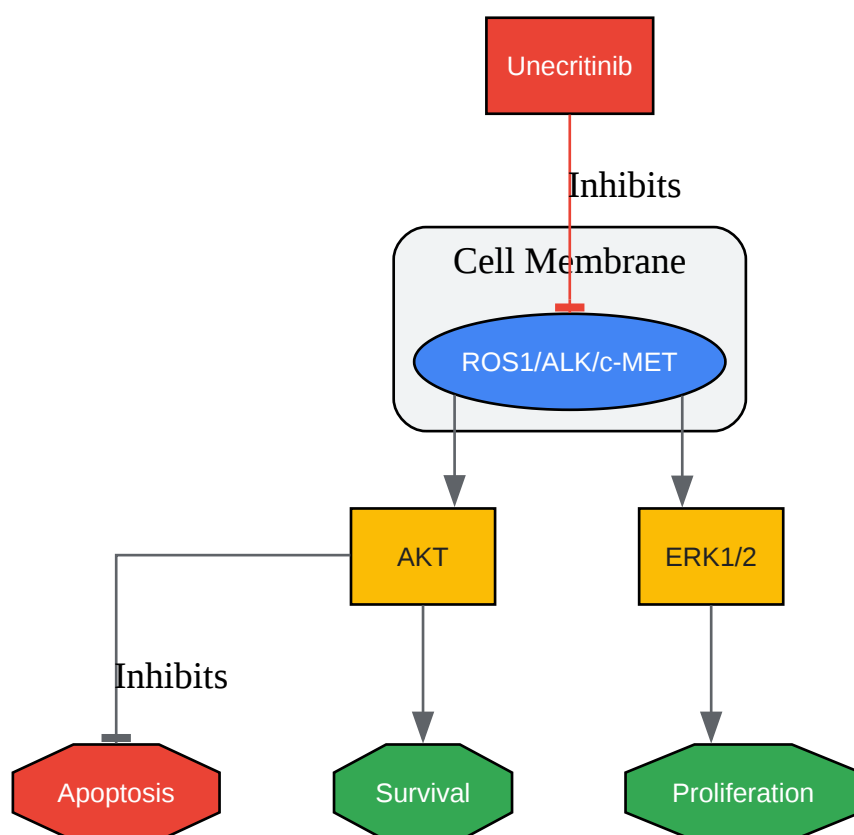 Unecritinib
Inhibits
Cell Membrane
ROS1/ALK/c-MET
AKT
ERK1/2
Inhibits
Apoptosis
Survival
Proliferation